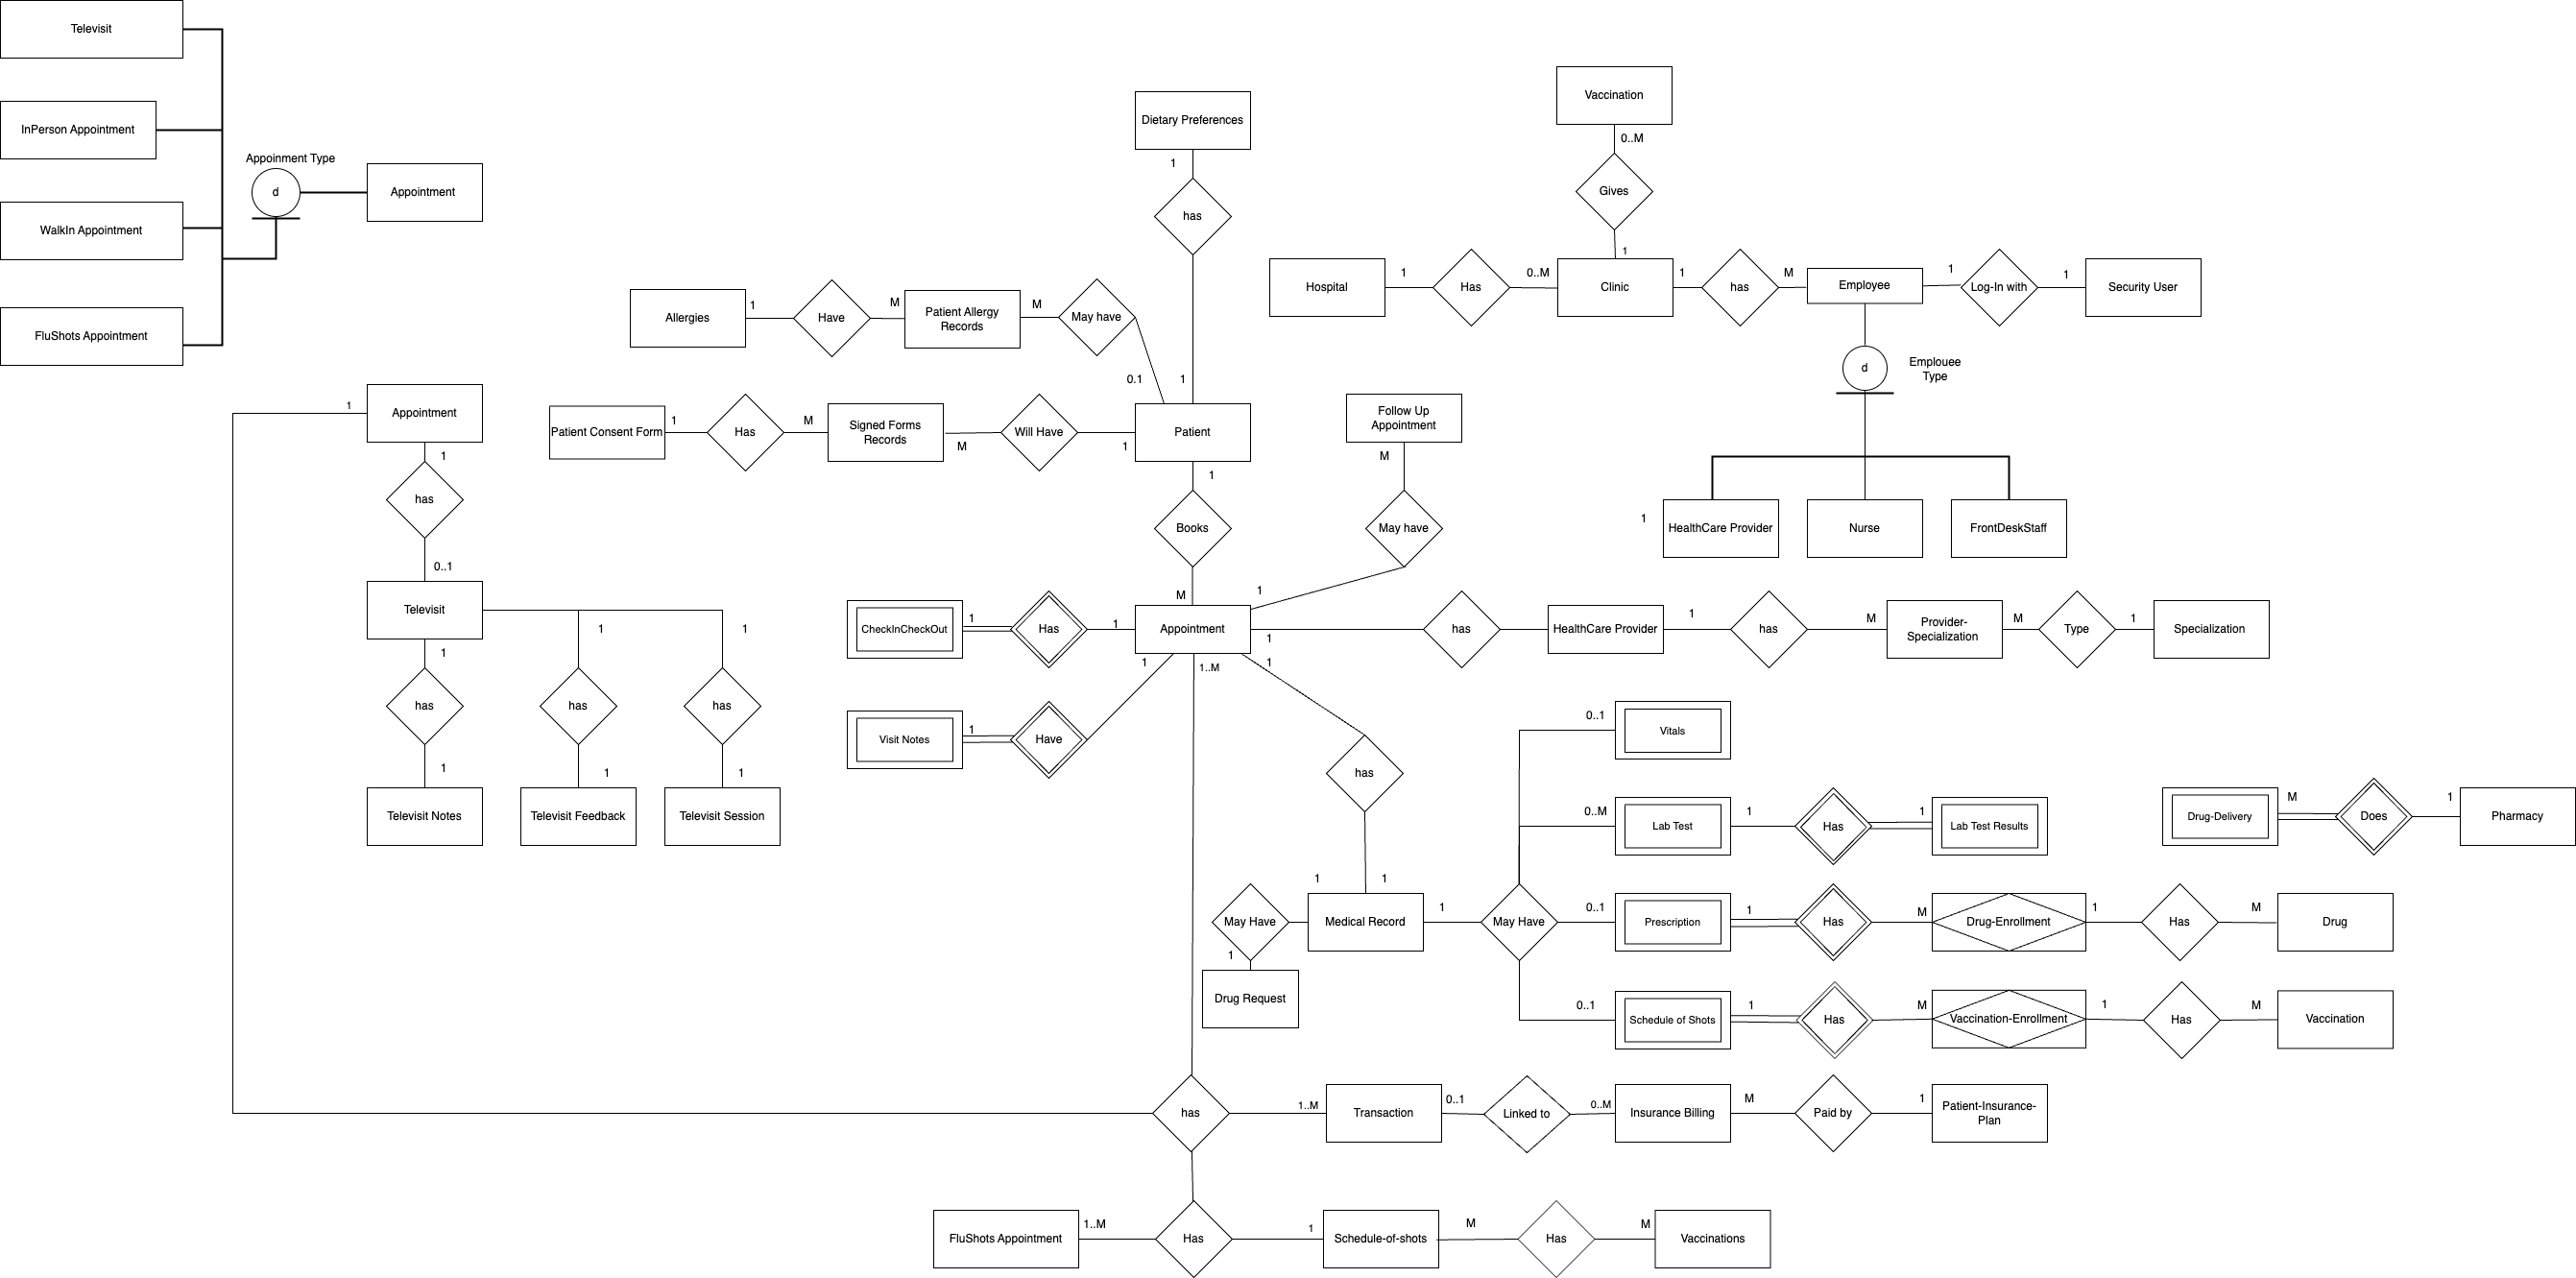 Televisit
InPerson Appointment
WalkIn Appointment
FluShots Appointment
Appoinment Type
d
Appointment
Dietary Preferences
1
has
1
Vaccination
0..M
Gives
1
Hospital
1
Has
0..M
Clinic
1
has
M
Employee
1
Log-In with
1
Security User
d
Emplouee
Type
HealthCare Provider
1
Nurse
FrontDeskStaff
Allergies
1
Have
M
Patient Allergy
Records
M
May have
0.1
Patient Consent Form
1
Has
M
Signed Forms
Records
M
Will Have
1
Patient
1
Books
M
Follow Up
Appointment
M
May have
1
1
Appointment
1
has
0..1
Televisit
1
has
1
Televisit Notes
1
has
1
Televisit Feedback
1
has
1
Televisit Session
CheckInCheckOut
1
Has
1
Appointment
1
has
HealthCare Provider
1
has
M
Provider-
Specialization
M
Type
1
Specialization
Visit Notes
1
Have
1
1..M
1
has
1
1
Medical Record
May Have
1
Drug Request
1
May Have
0..1
Vitals
0..M
Lab Test
1
Has
1
Lab Test Results
Drug-Delivery
M
Does
1
Pharmacy
0..1
Prescription
1
Has
M
Drug-Enrollment
1
Has
M
Drug
0..1
Schedule of Shots
1
Has
M
Vaccination-Enrollment
1
Has
M
Vaccination
has
1..M
Transaction
0..1
Linked to
0..M
Insurance Billing
M
Paid by
1
Patient-Insurance-
Plan
FluShots Appointment
1..M
Has
1
Schedule-of-shots
M
Has
M
Vaccinations